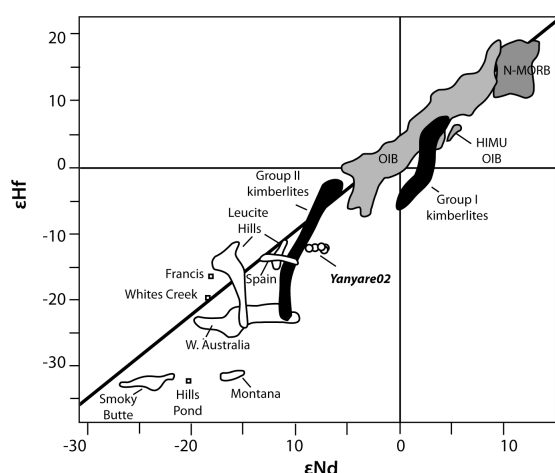 20
10
0
-10
-20
-30
εHf
N-MORB
OIB
HIMU
OIB
Group II
kimberlites
Group I
kimberlites
Leucite
Hills
Francis
Spain
Yanyare02
Whites Creek
W. Australia
Smoky
Butte
Hills
Pond
Montana
-30
-20
10
0
10
εNd